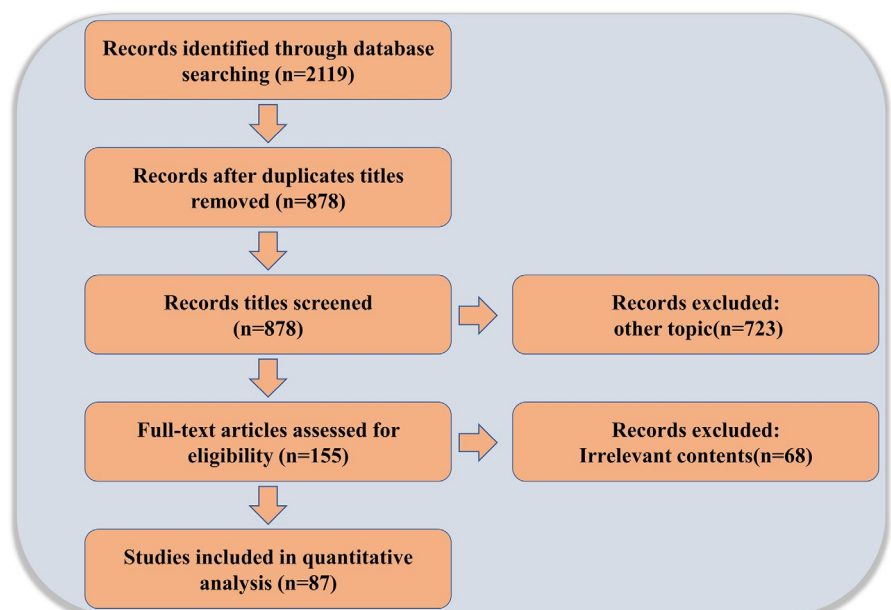 Records identified through database
searching (n=2119)
Records after duplicates titles
removed (n=878)
Records titles screened
(n=878)
Records excluded:
other topic(n=723)
Full-text articles assessed for
eligibility (n=155)
Records excluded:
Irrelevant contents(n=68)
Studies included in quantitative
analysis (n=87)